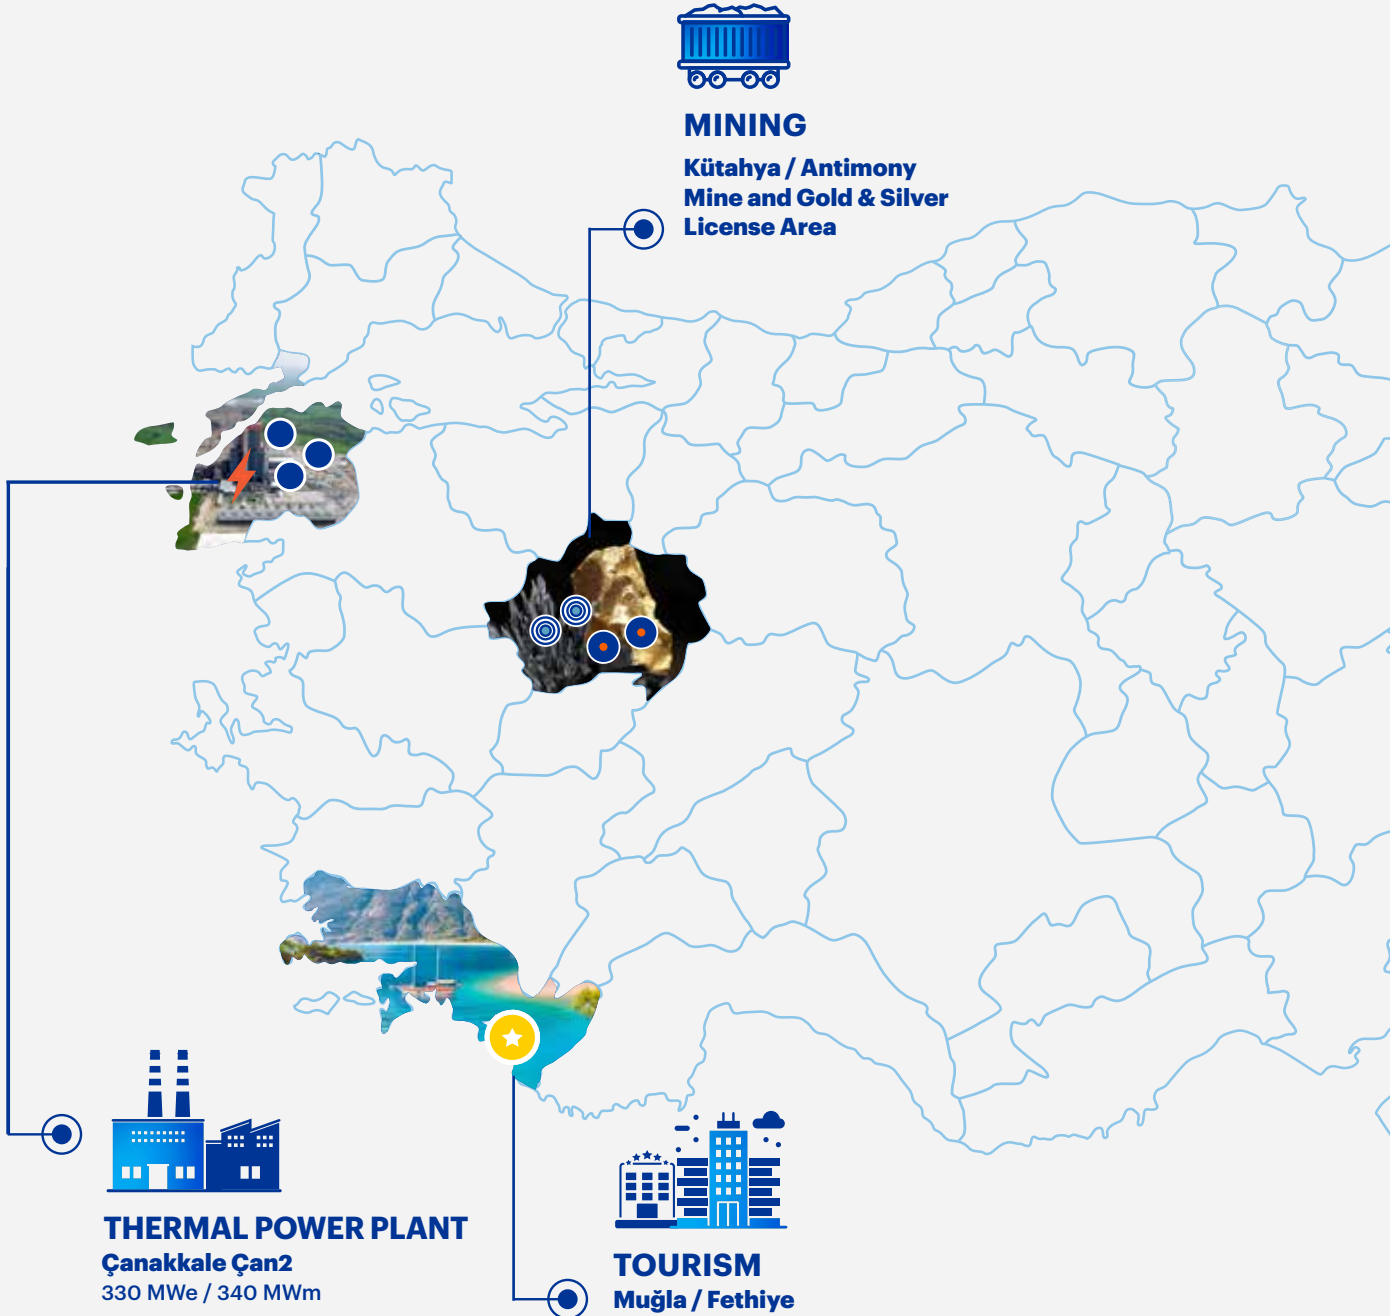 MINING
Kütahya / Antimony
Mine and Gold & Silver
License Area
THERMAL POWER PLANT
Çanakkale Çan2
330 MWe / 340 MWm
TOURISM
Muğla / Fethiye